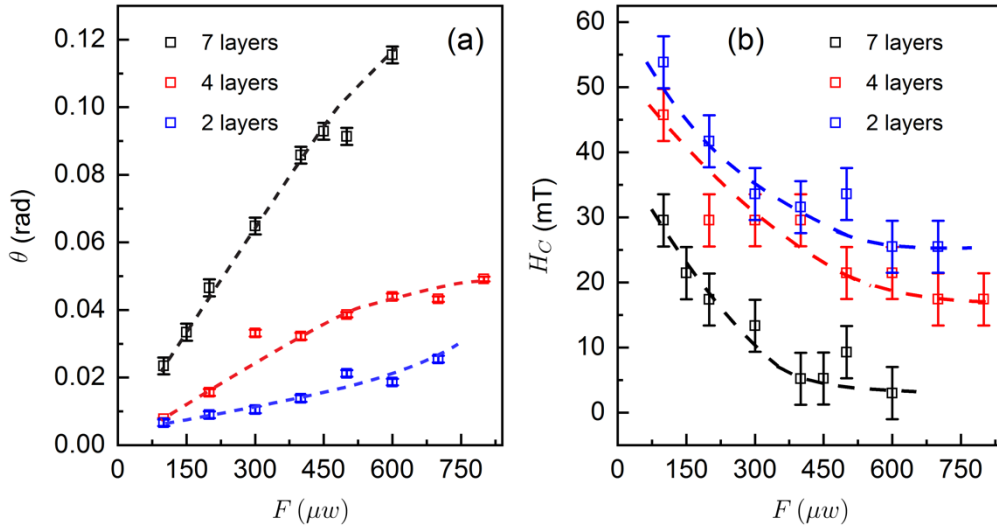 (a)
7 layers
4 layers
2 layers
θ (rad)
0.12
0.10
0.08
0.06
0.04
0.02
0.00
0 150 300 450 600 750
F (μw)
(b)
7 layers
4 layers
2 layers
H_C (mT)
60
50
40
30
20
10
0
0 150 300 450 600 750
F (μw)